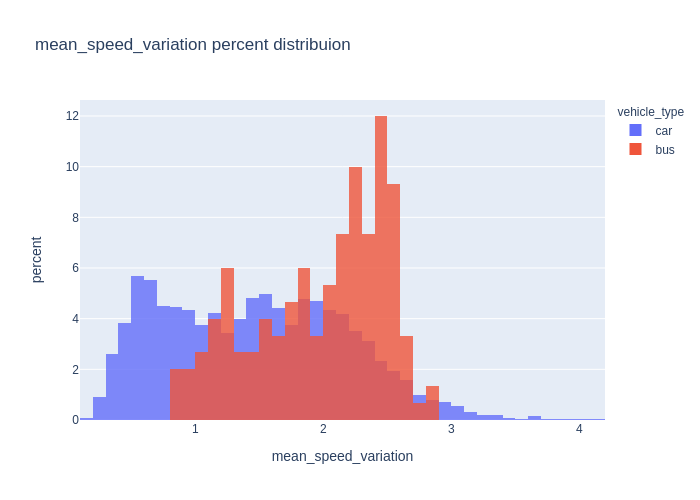 mean_speed_variation percent distribuion
vehicle_type
car
bus
12
10
8
6
4
2
0
percent
1
2
3
4
mean_speed_variation